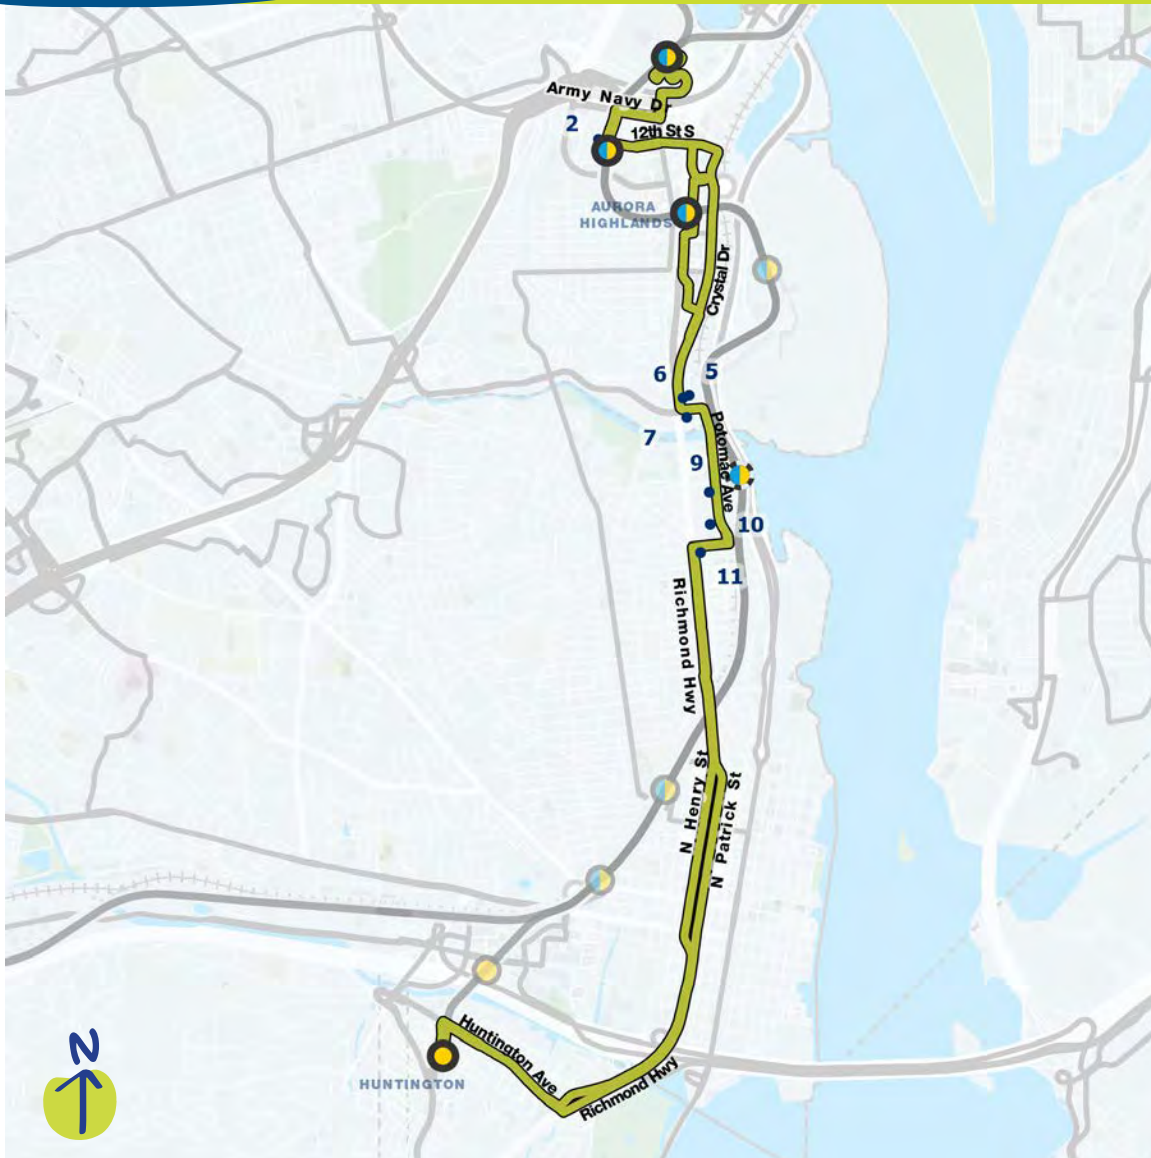 Army Navy Dr
2
12th St S
AURORA
HIGHLANDS
Crystal Dr
6
5
7
Potomac Ave
9
10
11
Richmond Hwy
N Henry St
N Patrick St
Huntington Ave
Richmond Hwy
HUNTINGTON
N